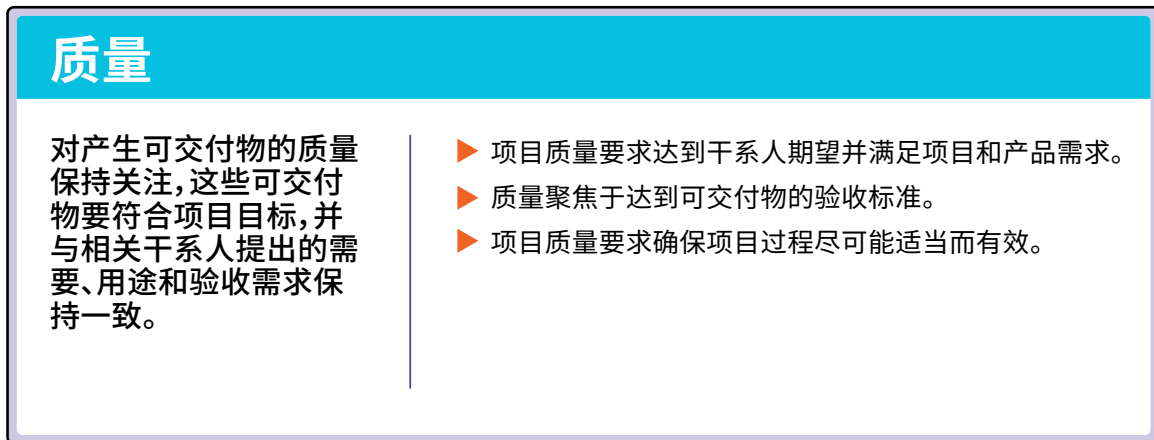 质量
对产生可交付物的质量
保持关注，这些可交付
物要符合项目目标，并
与相关干系人提出的需
要、用途和验收需求保
持一致。
▶ 项目质量要求达到干系人期望并满足项目和产品需求。
▶ 质量聚焦于达到可交付物的验收标准。
▶ 项目质量要求确保项目过程尽可能适当而有效。